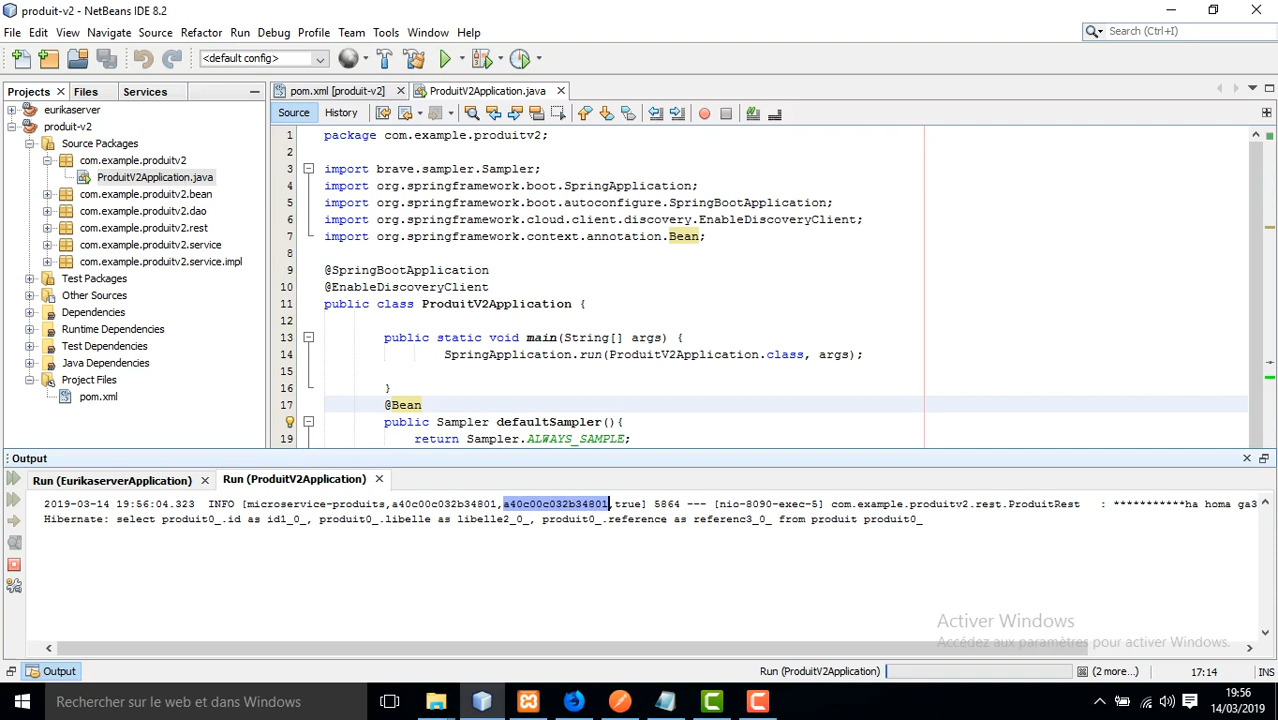 produit-v2 - NetBeans IDE 8.2
File Edit View Navigate Source Refactor Run Debug Profile Team Tools Window Help
Search (Ctrl+I)
<default config>
Projects Files Services
pom.xml [produit-v2] ProduitV2Application.java
Source History
eurikaserver
produit-v2
Source Packages
com.example.produitv2
ProduitV2Application.java
com.example.produitv2.bean
com.example.produitv2.dao
com.example.produitv2.rest
com.example.produitv2.service
com.example.produitv2.service.impl
Test Packages
Other Sources
Dependencies
Runtime Dependencies
Test Dependencies
Java Dependencies
Project Files
pom.xml
1 package com.example.produitv2;
2
3 import brave.sampler.Sampler;
4 import org.springframework.boot.SpringApplication;
5 import org.springframework.boot.autoconfigure.SpringBootApplication;
6 import org.springframework.cloud.client.discovery.EnableDiscoveryClient;
7 import org.springframework.context.annotation.Bean;
8
9 @SpringBootApplication
10 @EnableDiscoveryClient
11 public class ProduitV2Application {
12
13 public static void main(String[] args) {
14 SpringApplication.run(ProduitV2Application.class, args);
15
16 }
17 @Bean
public Sampler defaultSampler(){
19 return Sampler.ALWAYS_SAMPLE;
Output
Run (EurikaserverApplication) Run (ProduitV2Application)
2019-03-14 19:56:04.323 INFO [microservice-produits,a40c00c032b34801,a40c00c032b34801,true] 5864 --- [nio-8090-exec-5] com.example.produitv2.rest.ProduitRest : ***********ha homa ga3
Hibernate: select produit0_.id as id1_0_, produit0_.libelle as libelle2_0_, produit0_.reference as referenc3_0_ from produit produit0_
Activer Windows
Accédez aux paramètres pour activer Windows.
Output
Run (ProduitV2Application)
(2 more...)
17:14
INS
Rechercher sur le web et dans Windows
19:56
14/03/2019